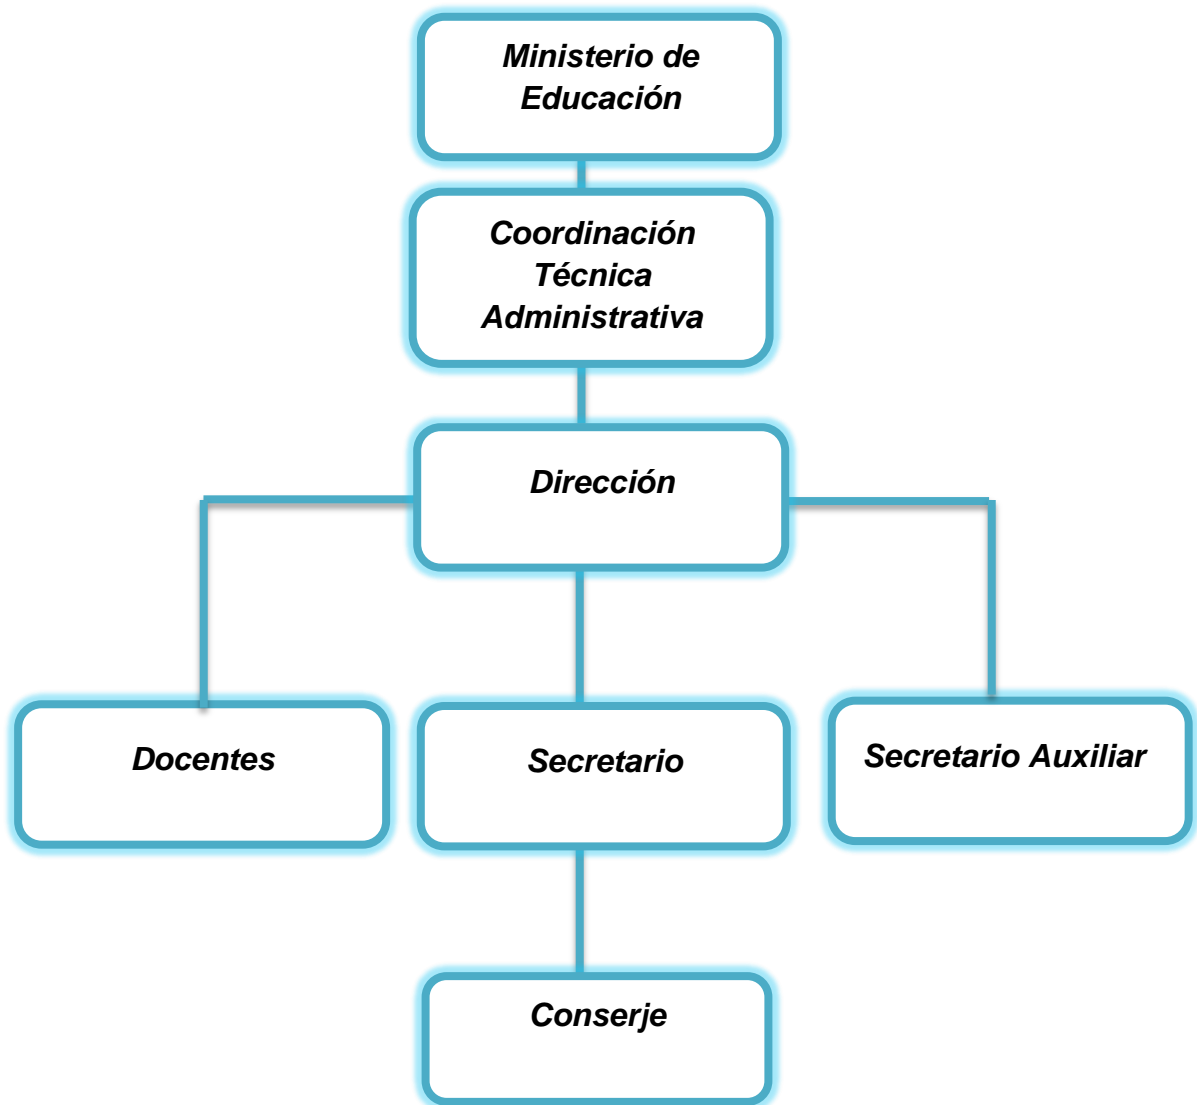 Ministerio de
Educación
Coordinación
Técnica
Administrativa
Dirección
Docentes
Secretario
Secretario Auxiliar
Conserje